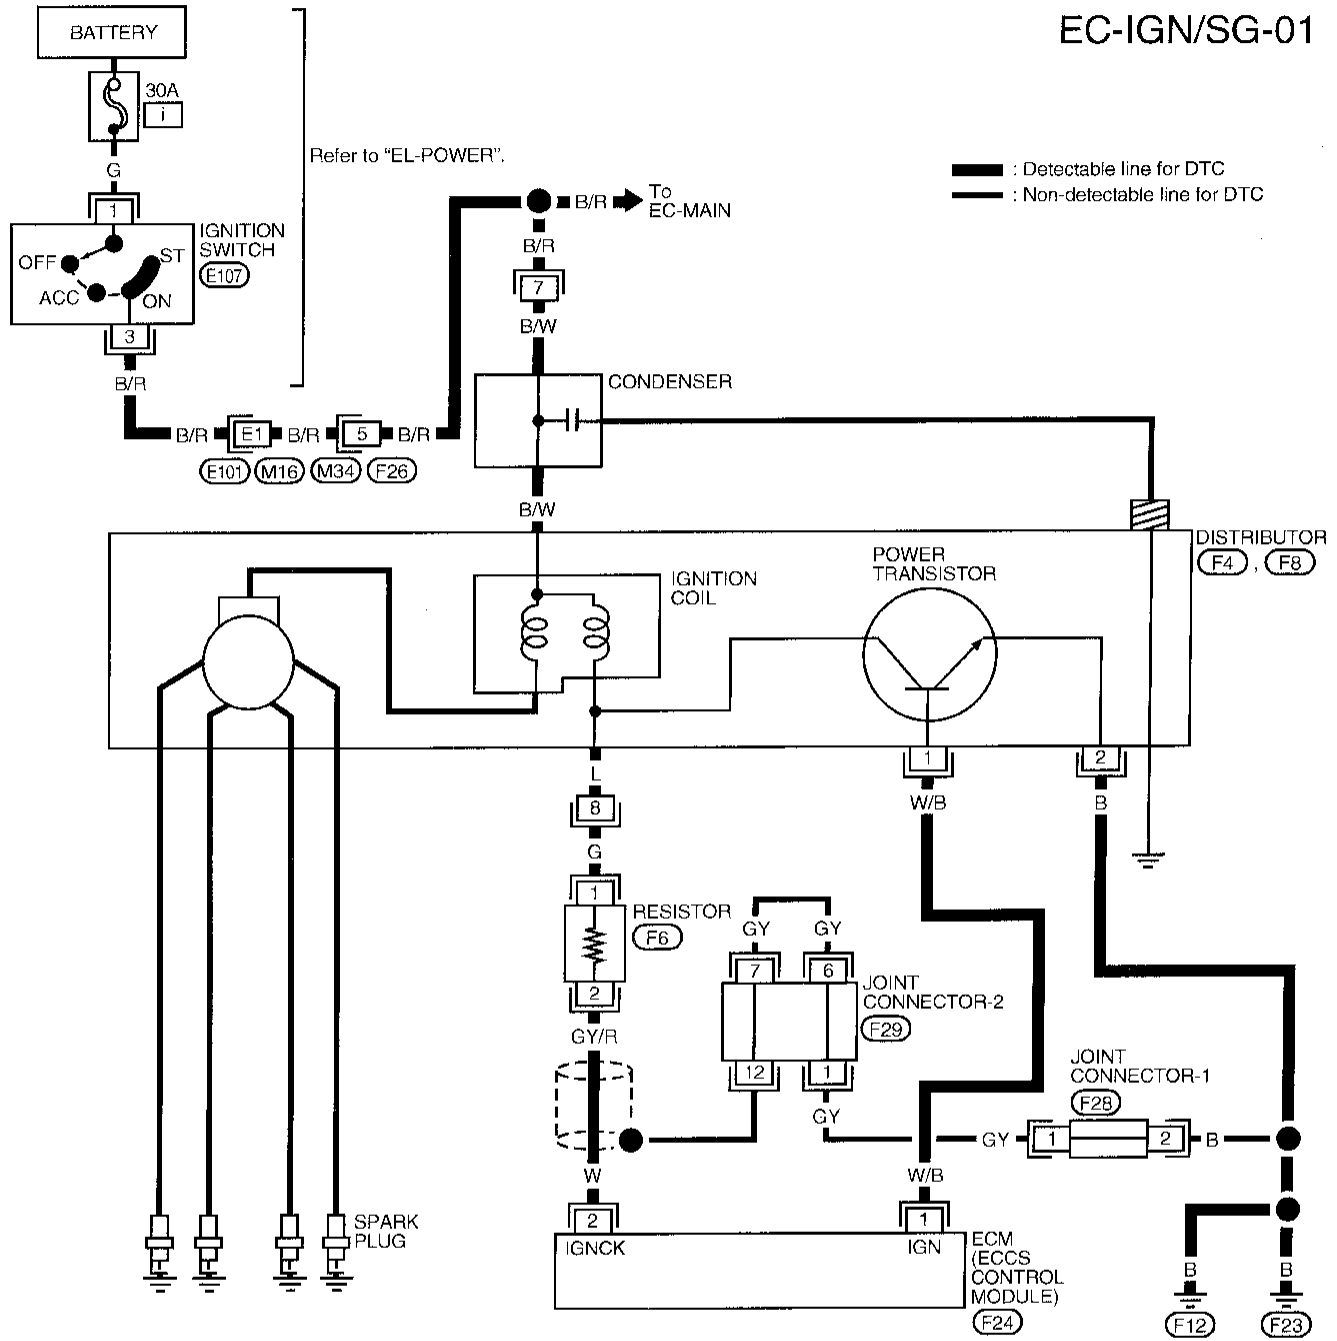 EC-IGN/SG-01
BATTERY
30A
i
G
1
IGNITION
SWITCH
E107
OFF
ST
ACC
ON
3
B/R
Refer to "EL-POWER".
: Detectable line for DTC
: Non-detectable line for DTC
B/R
To
EC-MAIN
B/R
7
B/W
CONDENSER
B/R
E1
B/R
5
B/R
E101
M16
M34
F26
B/W
DISTRIBUTOR
F4 , F8
POWER
TRANSISTOR
IGNITION
COIL
1
2
L
W/B
B
8
G
1
RESISTOR
F6
GY
GY
7
6
2
JOINT
CONNECTOR-2
F29
GY/R
12
1
JOINT
CONNECTOR-1
F28
GY
GY
1
2
B
W
W/B
2
1
SPARK
PLUG
IGNCK
IGN
ECM
(ECCS
CONTROL
MODULE)
F24
B
B
F12
F23